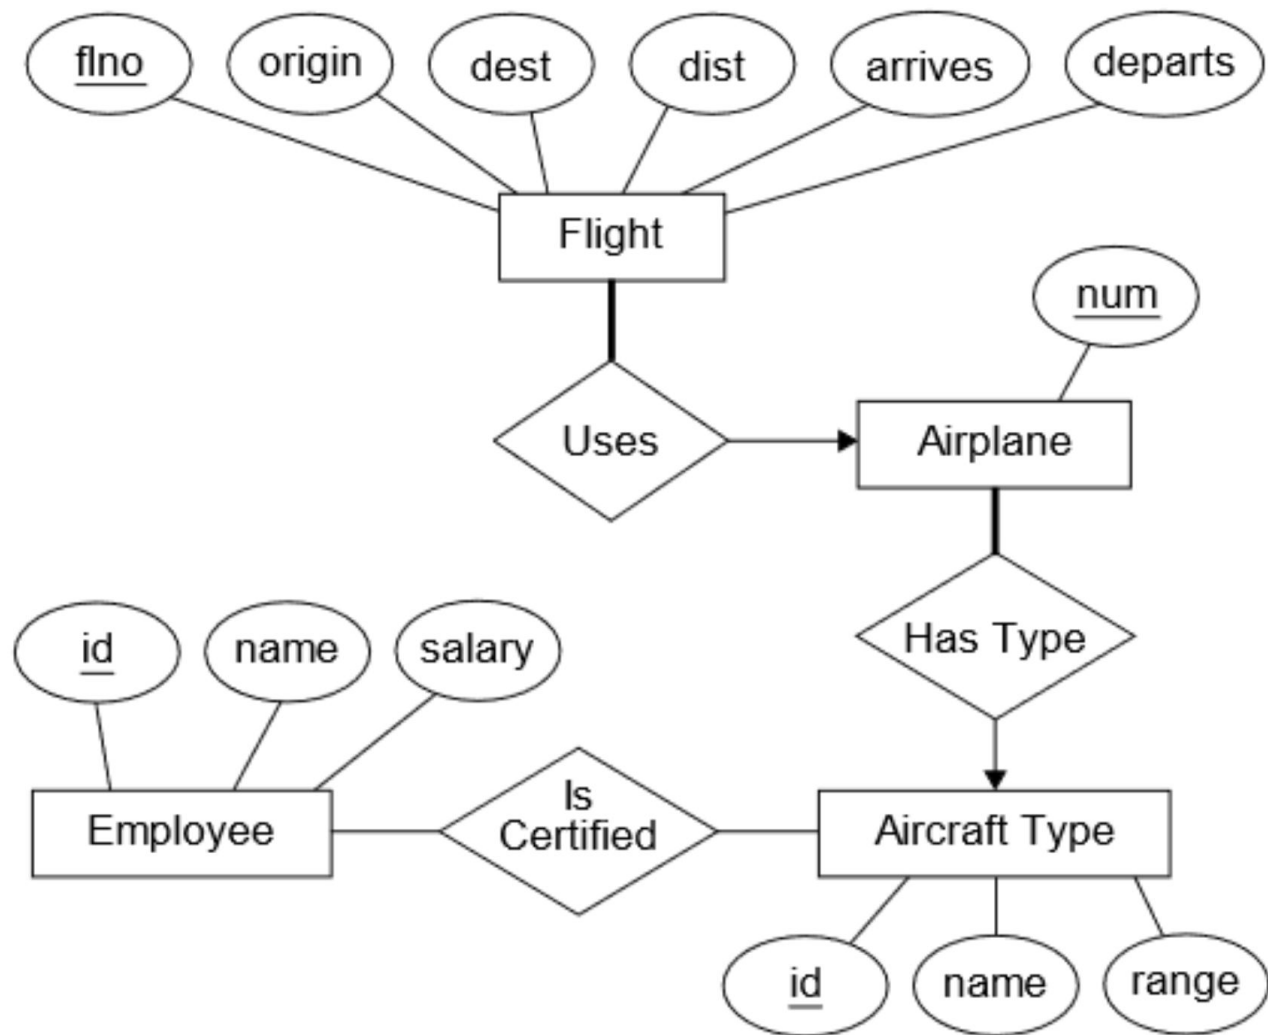 flno
origin
dest
dist
arrives
departs
Flight
num
Uses
Airplane
Has Type
id
name
salary
Is
Certified
Employee
Aircraft Type
id
name
range